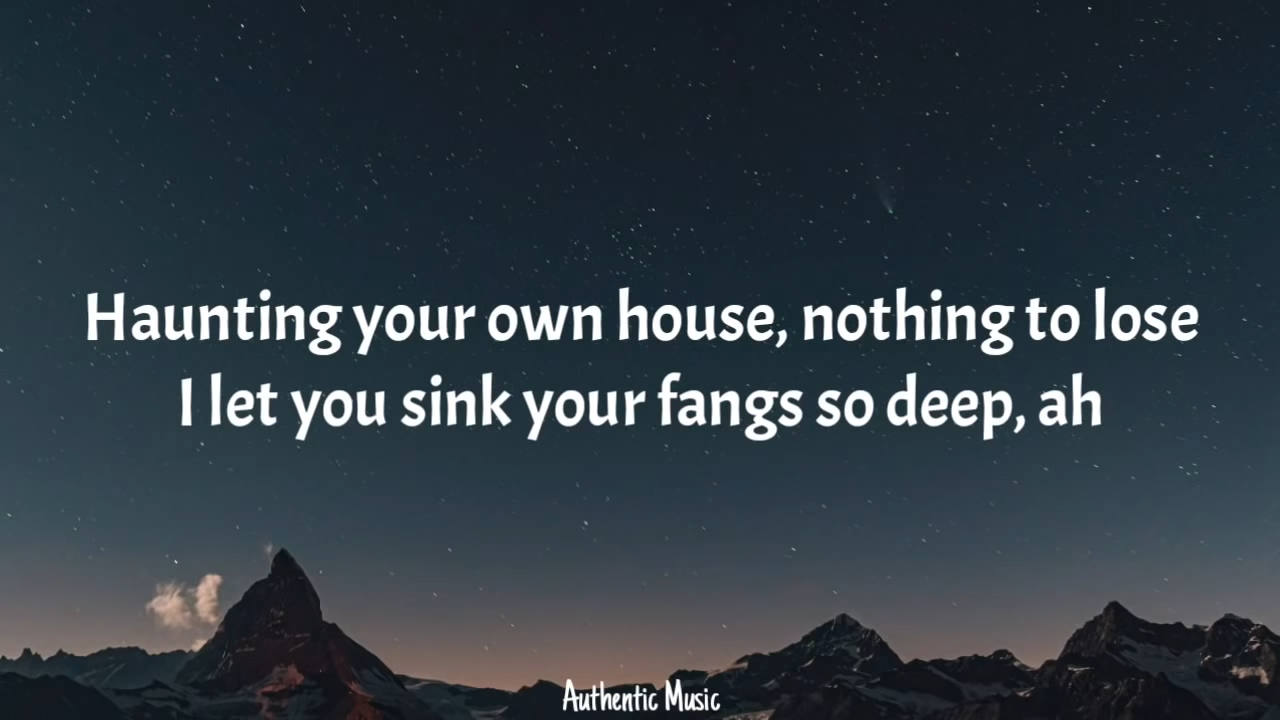 Haunting your own house, nothing to lose
I let you sink your fangs so deep, ah
Authentic Music